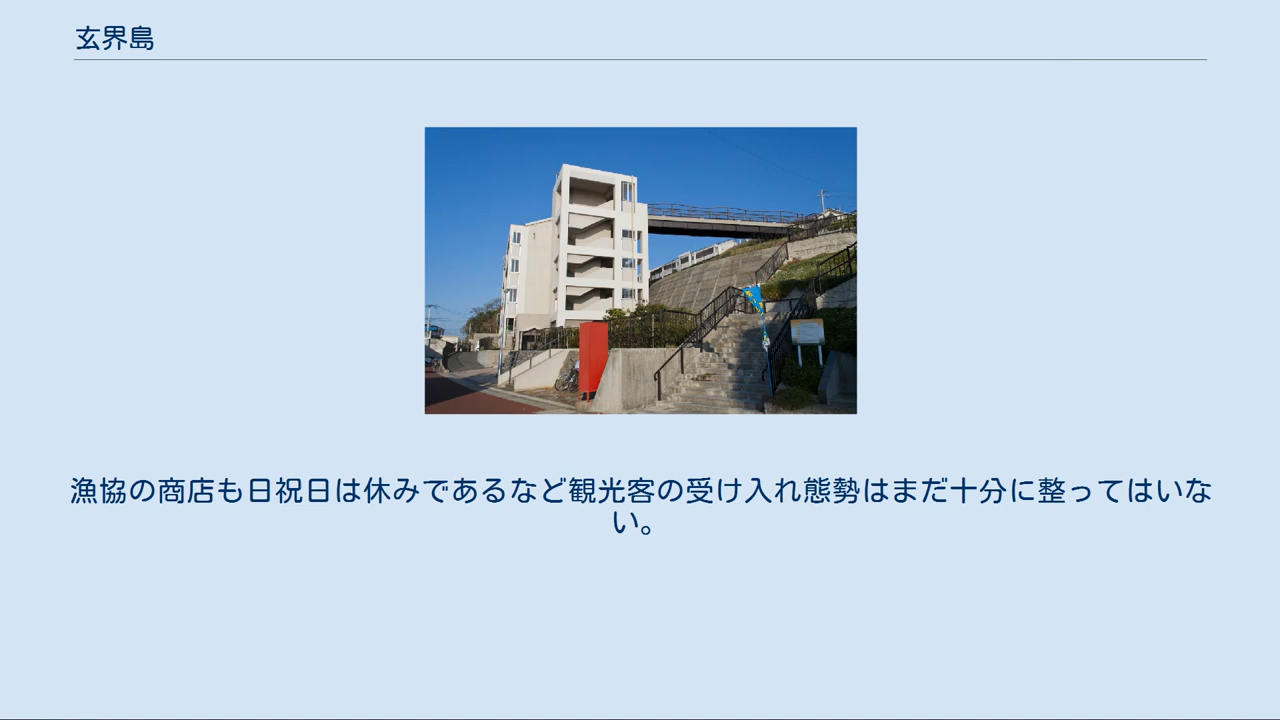 玄界島
漁協の商店も日祝日は休みであるなど観光客の受け入れ態勢はまだ十分に整ってはいな
い。